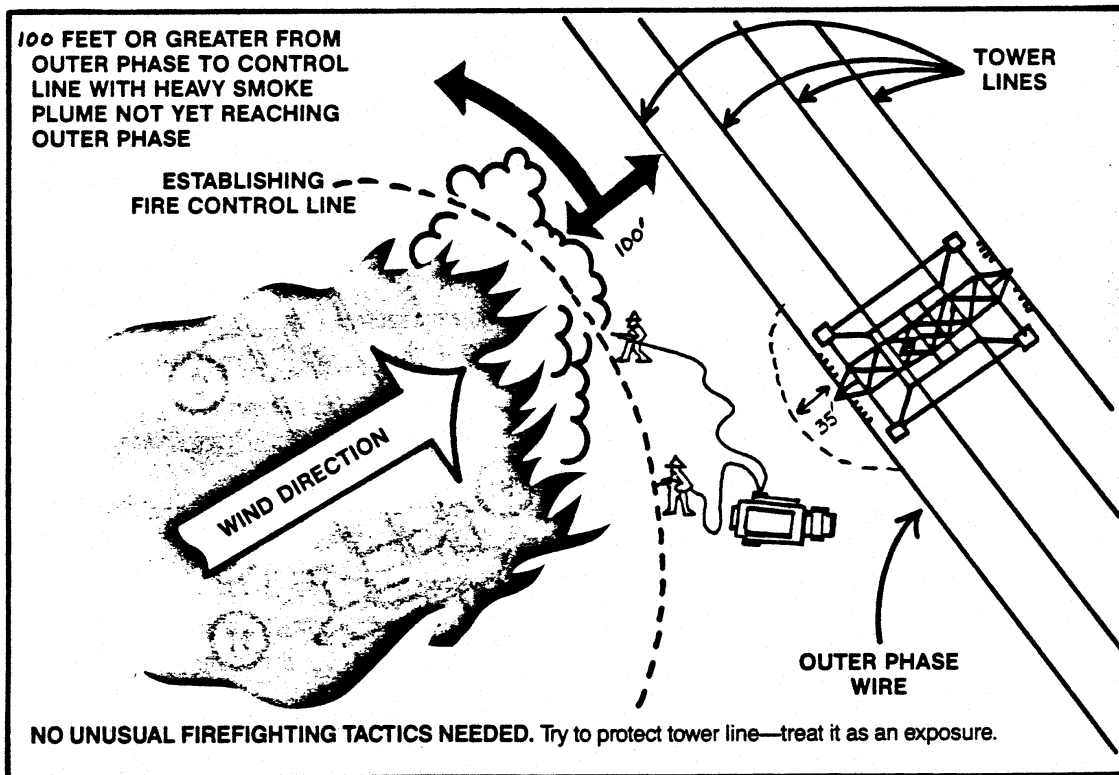 100 FEET OR GREATER FROM
OUTER PHASE TO CONTROL
LINE WITH HEAVY SMOKE
PLUME NOT YET REACHING
OUTER PHASE
TOWER
LINES
ESTABLISHING
FIRE CONTROL LINE
100'
35'
WIND DIRECTION
OUTER PHASE
WIRE
NO UNUSUAL FIREFIGHTING TACTICS NEEDED. Try to protect tower line—treat it as an exposure.